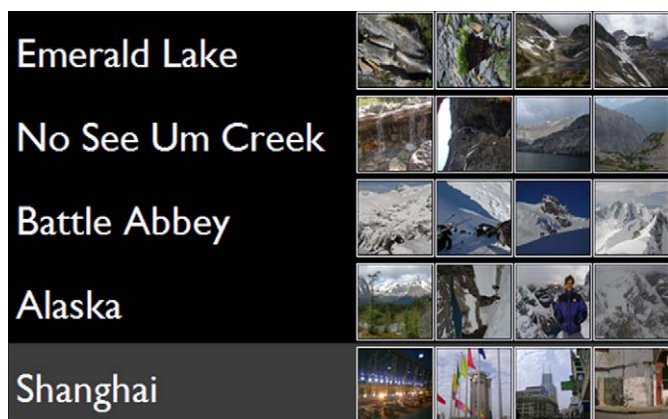 Emerald Lake
No See Um Creek
Battle Abbey
Alaska
Shanghai